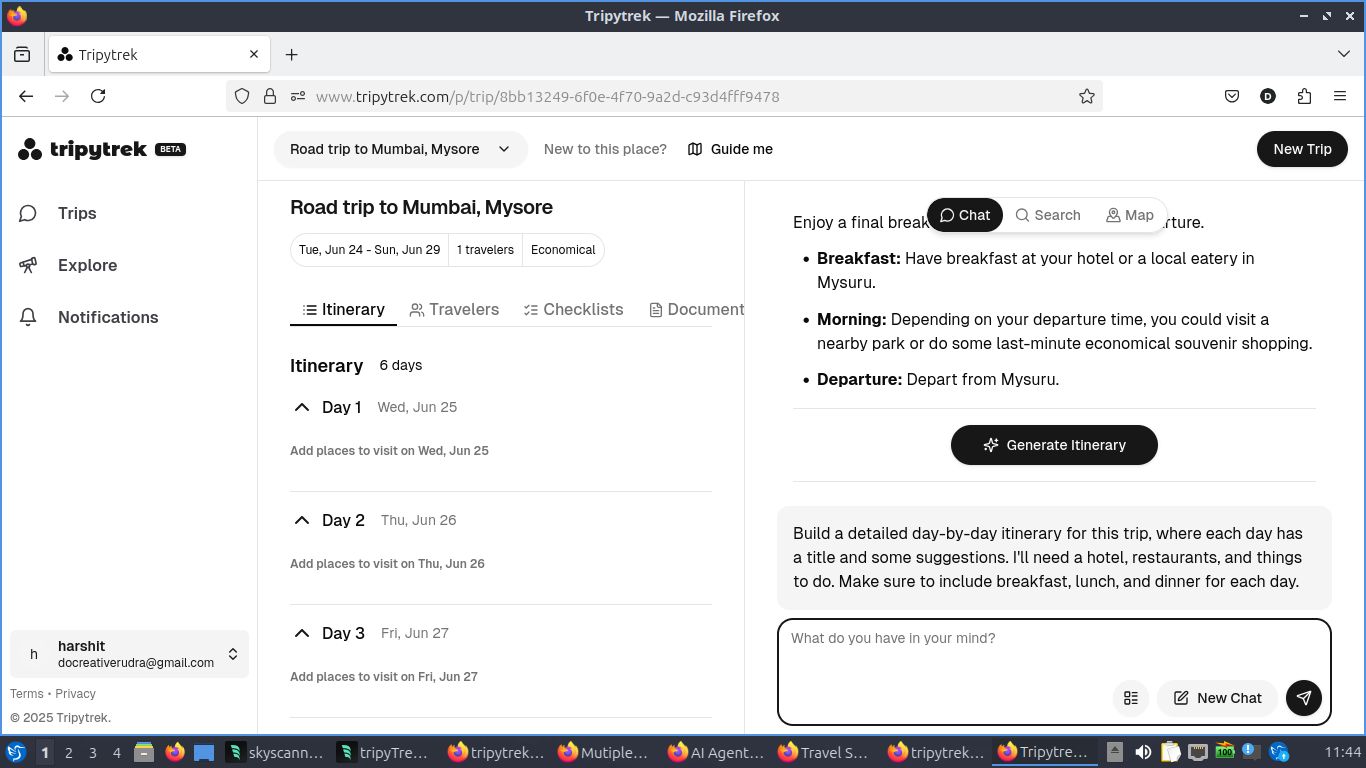 Tripytrek — Mozilla Firefox
Tripytrek
www.tripytrek.com/p/trip/8bb13249-6f0e-4f70-9a2d-c93d4fff9478
D
tripytrek BETA
Trips
Explore
Notifications
h
harshit
docreativerudra@gmail.com
Terms • Privacy
© 2025 Tripytrek.
Road trip to Mumbai, Mysore
New to this place?
Guide me
New Trip
Road trip to Mumbai, Mysore
Tue, Jun 24 - Sun, Jun 29
1 travelers
Economical
Itinerary
Travelers
Checklists
Document
Itinerary 6 days
Day 1 Wed, Jun 25
Add places to visit on Wed, Jun 25
Day 2 Thu, Jun 26
Add places to visit on Thu, Jun 26
Day 3 Fri, Jun 27
Add places to visit on Fri, Jun 27
Chat
Search
Map
Enjoy a final break
• Breakfast: Have breakfast at your hotel or a local eatery in
Mysuru.
• Morning: Depending on your departure time, you could visit a
nearby park or do some last-minute economical souvenir shopping.
• Departure: Depart from Mysuru.
Generate Itinerary
Build a detailed day-by-day itinerary for this trip, where each day has
a title and some suggestions. I'll need a hotel, restaurants, and things
to do. Make sure to include breakfast, lunch, and dinner for each day.
What do you have in your mind?
New Chat
1 2 3 4
skyscann...
tripyTre...
tripytrek...
Mutiple...
AI Agent...
Travel S...
tripytrek...
Tripytre...
100
11:44